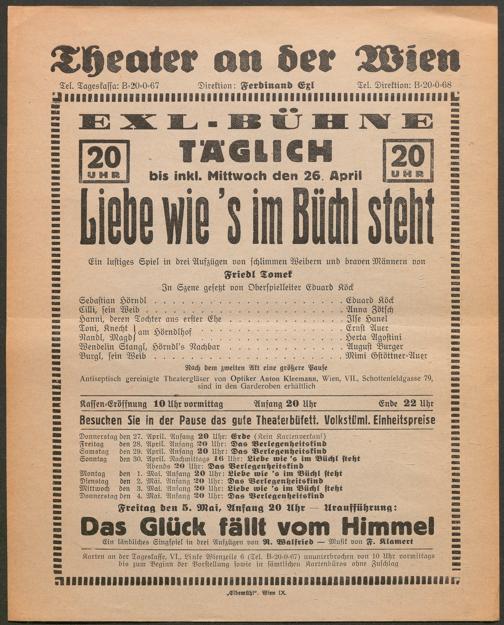 Theater an der Wien
Tel. Tageskassa: B-20-0-67 Direktion: Ferdinand Exl Tel. Direktion: B-20-0-68
EXL-BÜHNE
20 UHR TÄGLICH 20 UHR
bis inkl. Mittwoch den 26. April
Liebe wie 's im Büchl steht
Ein lustiges Spiel in drei Aufzügen von schlimmen Weibern und braven Männern von
Friedl Tomek
In Szene gesetzt von Oberspielleiter Eduard Köck
Sebastian Hörndl . . . Eduard Köck
Cilli, sein Weib . . . Anna Zötsch
Hanni, deren Tochter aus erster Ehe . . . Ilse Hanel
Toni, Knecht } am Hörndlhof . . . Ernst Auer
Nandl, Magd } . . . Herta Agostini
Wendelin Stangl, Hörndl's Nachbar . . . August Burger
Burgl, sein Weib . . . Mimi Gstöttner-Auer
Nach dem zweiten Akt eine größere Pause
Antiseptisch gereinigte Theatergläser von Optiker Anton Kleemann, Wien, VII., Schottenfeldgasse 79,
sind in den Garderoben erhältlich
Kassen-Eröffnung 10 Uhr vormittag Anfang 20 Uhr Ende 22 Uhr
Besuchen Sie in der Pause das gute Theaterbüfett. Volkstüml. Einheitspreise
Donnerstag den 27. April. Anfang 20 Uhr: Erde (Kein Kartenverkauf)
Freitag den 28. April. Anfang 20 Uhr: Das Verlegenheitskind
Samstag den 29. April. Anfang 20 Uhr: Das Verlegenheitskind
Sonntag den 30. April. Nachmittags 16 Uhr: Liebe wie 's im Büchl steht
Abends 20 Uhr: Das Verlegenheitskind
Montag den 1. Mai. Anfang 20 Uhr: Liebe wie 's im Büchl steht
Dienstag den 2. Mai. Anfang 20 Uhr: Das Verlegenheitskind
Mittwoch den 3. Mai. Anfang 20 Uhr: Liebe wie 's im Büchl steht
Donnerstag den 4. Mai. Anfang 20 Uhr: Das Verlegenheitskind
Freitag den 5. Mai, Anfang 20 Uhr — Uraufführung:
Das Glück fällt vom Himmel
Ein ländliches Singspiel in drei Aufzügen von R. Walfried — Musik von F. Klamert
Karten an der Tageskasse, VI., Linke Wienzeile 6 (Tel. B-20-0-67) ununterbrochen von 10 Uhr vormittags
bis zum Beginn der Vorstellung sowie in sämtlichen Kartenbüros ohne Zuschlag
„Elbemühl“, Wien IX.